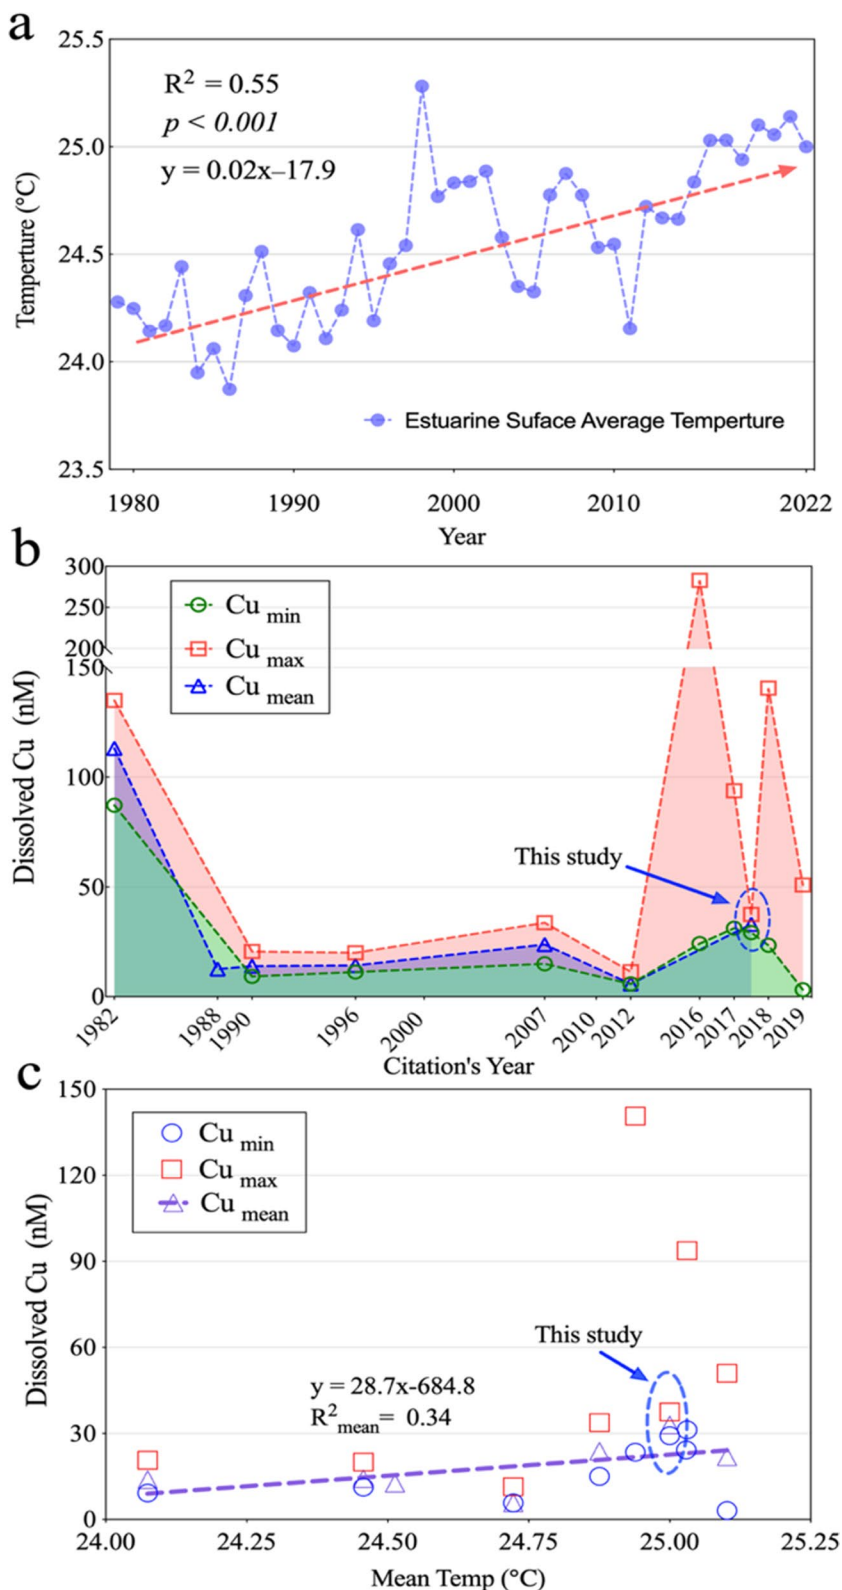 a
25.5
25.0
24.5
24.0
23.5
Temperture (°C)
R2 = 0.55
p < 0.001
y = 0.02x–17.9
Estuarine Suface Average Temperture
1980 1990 2000 2010 2022
Year
b
300
250
200
150
100
50
0
Dissolved Cu (nM)
Cu min
Cu max
Cu mean
This study
1982 1988 1990 1996 2000 2007 2010 2012 2016 2017 2018 2019
Citation's Year
c
150
120
90
60
30
0
Dissolved Cu (nM)
Cu min
Cu max
Cu mean
This study
y = 28.7x-684.8
R2mean= 0.34
24.00 24.25 24.50 24.75 25.00 25.25
Mean Temp (°C)